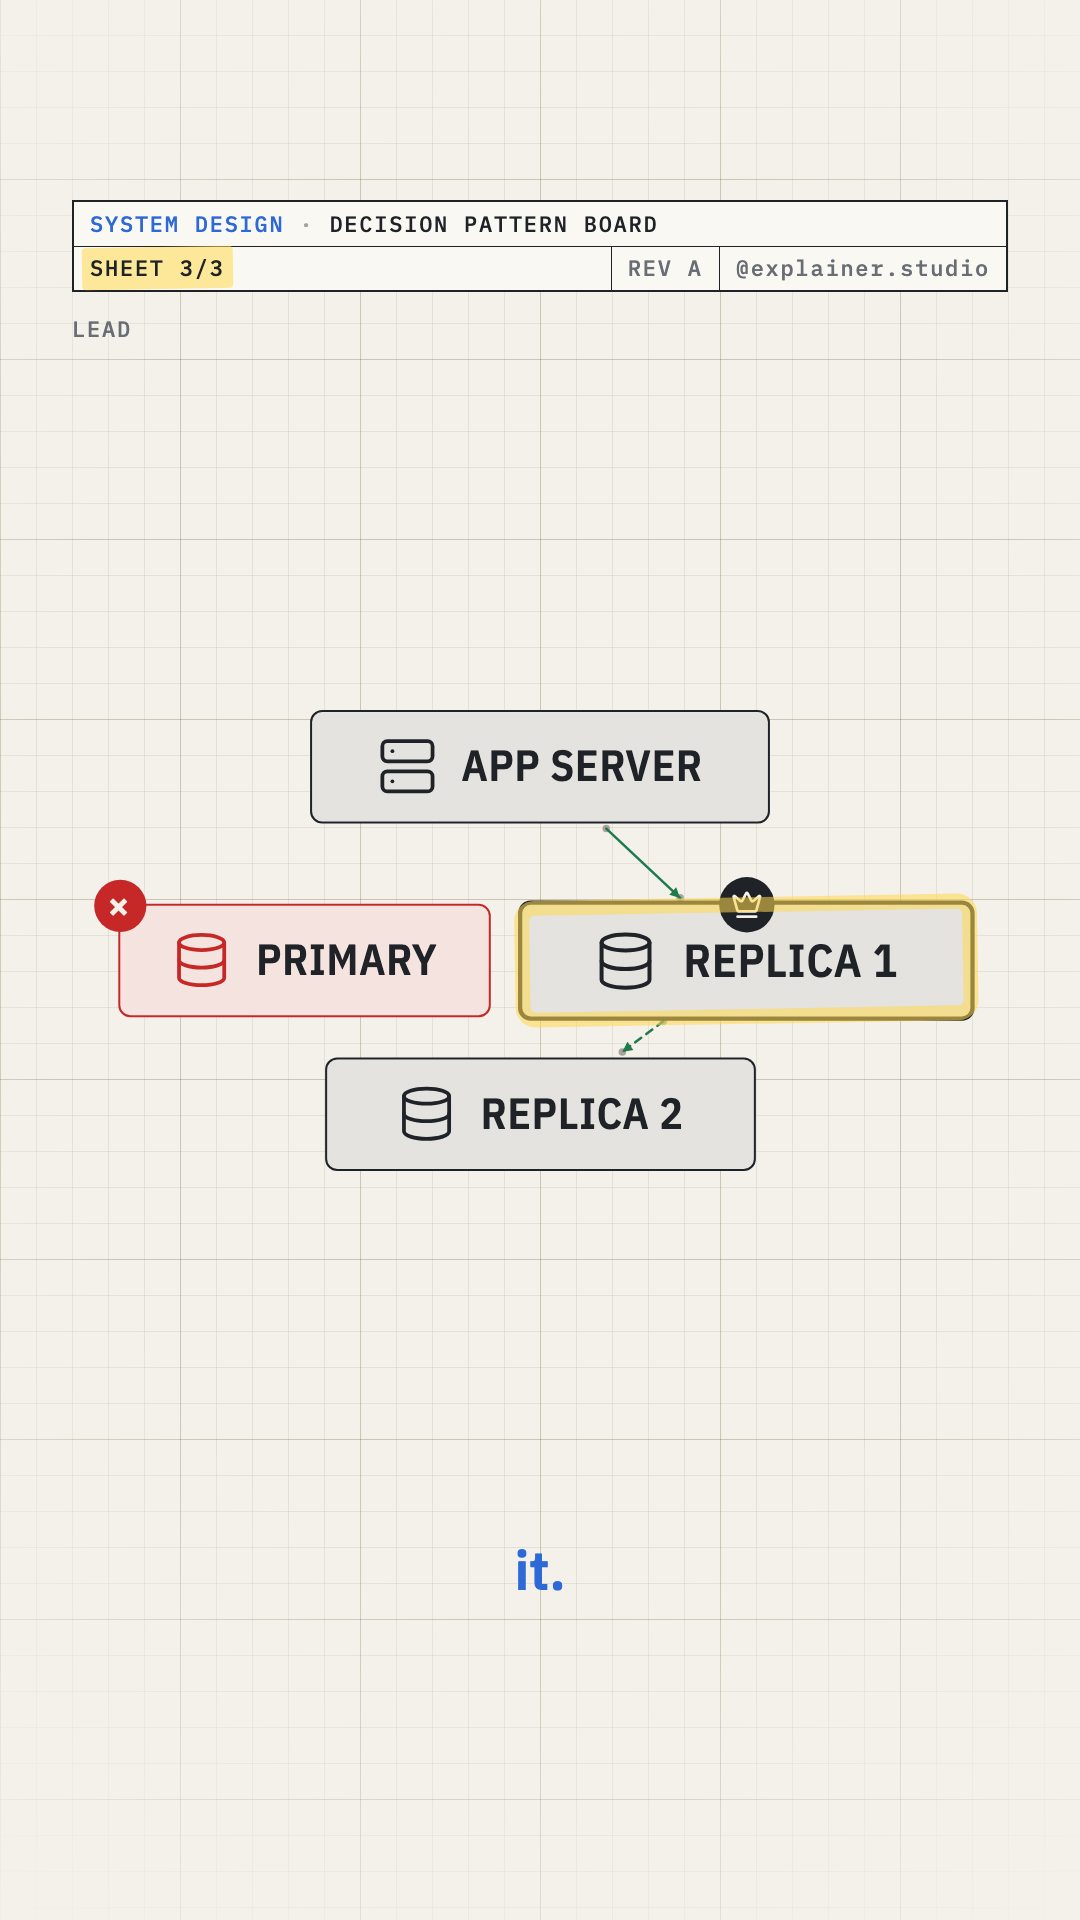 SYSTEM DESIGN · DECISION PATTERN BOARD
SHEET 3/3 REV A @explainer.studio
LEAD
APP SERVER
PRIMARY REPLICA 1
REPLICA 2
it.